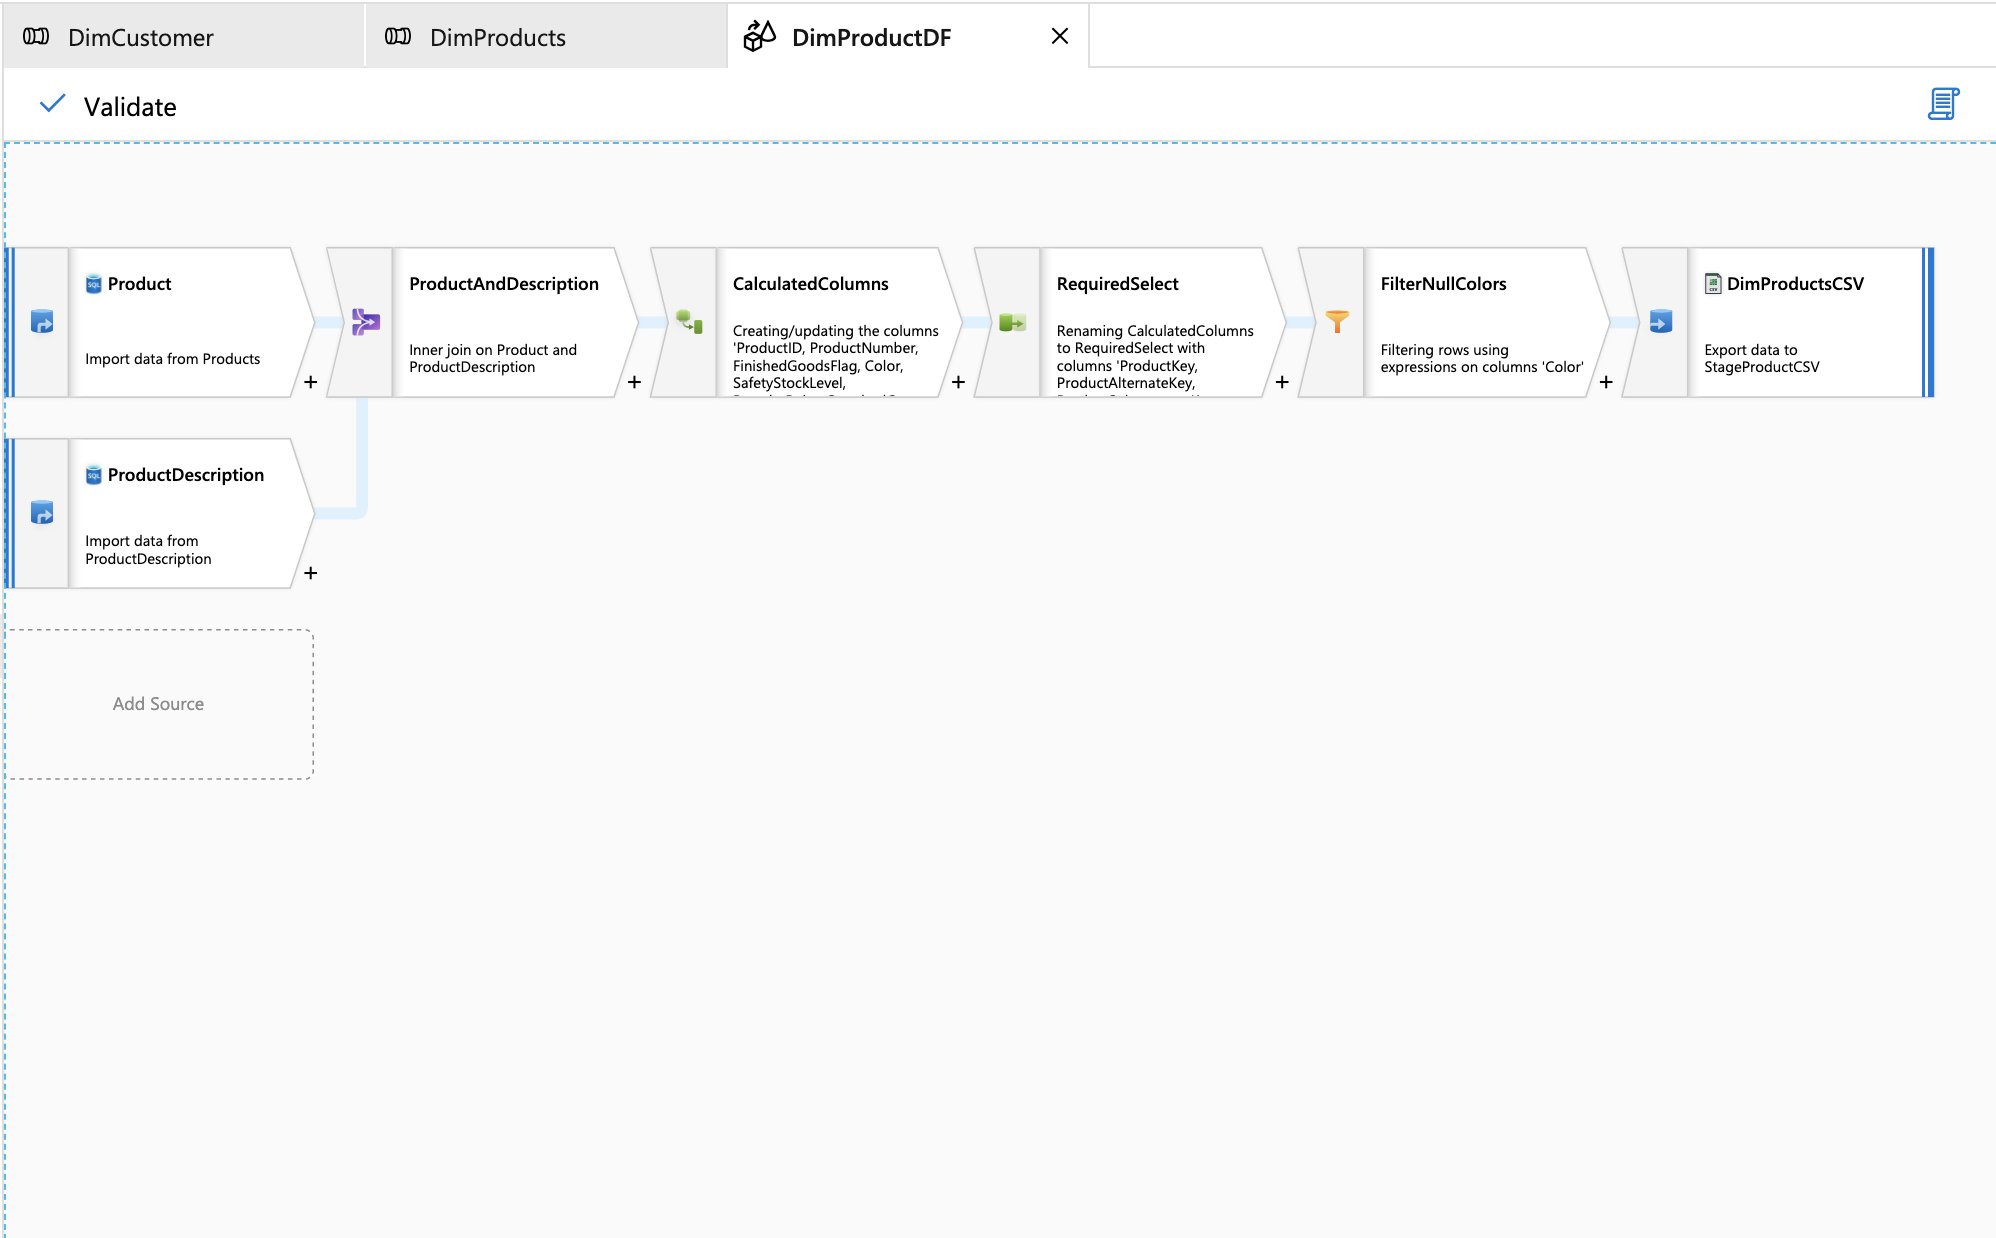 DimCustomer
DimProducts
DimProductDF
Validate
Product
Import data from Products
ProductAndDescription
Inner join on Product and
ProductDescription
CalculatedColumns
Creating/updating the columns
'ProductID, ProductNumber,
FinishedGoodsFlag, Color,
SafetyStockLevel,
RequiredSelect
Renaming CalculatedColumns
to RequiredSelect with
columns 'ProductKey,
ProductAlternateKey,
FilterNullColors
Filtering rows using
expressions on columns 'Color'
DimProductsCSV
Export data to
StageProductCSV
ProductDescription
Import data from
ProductDescription
Add Source